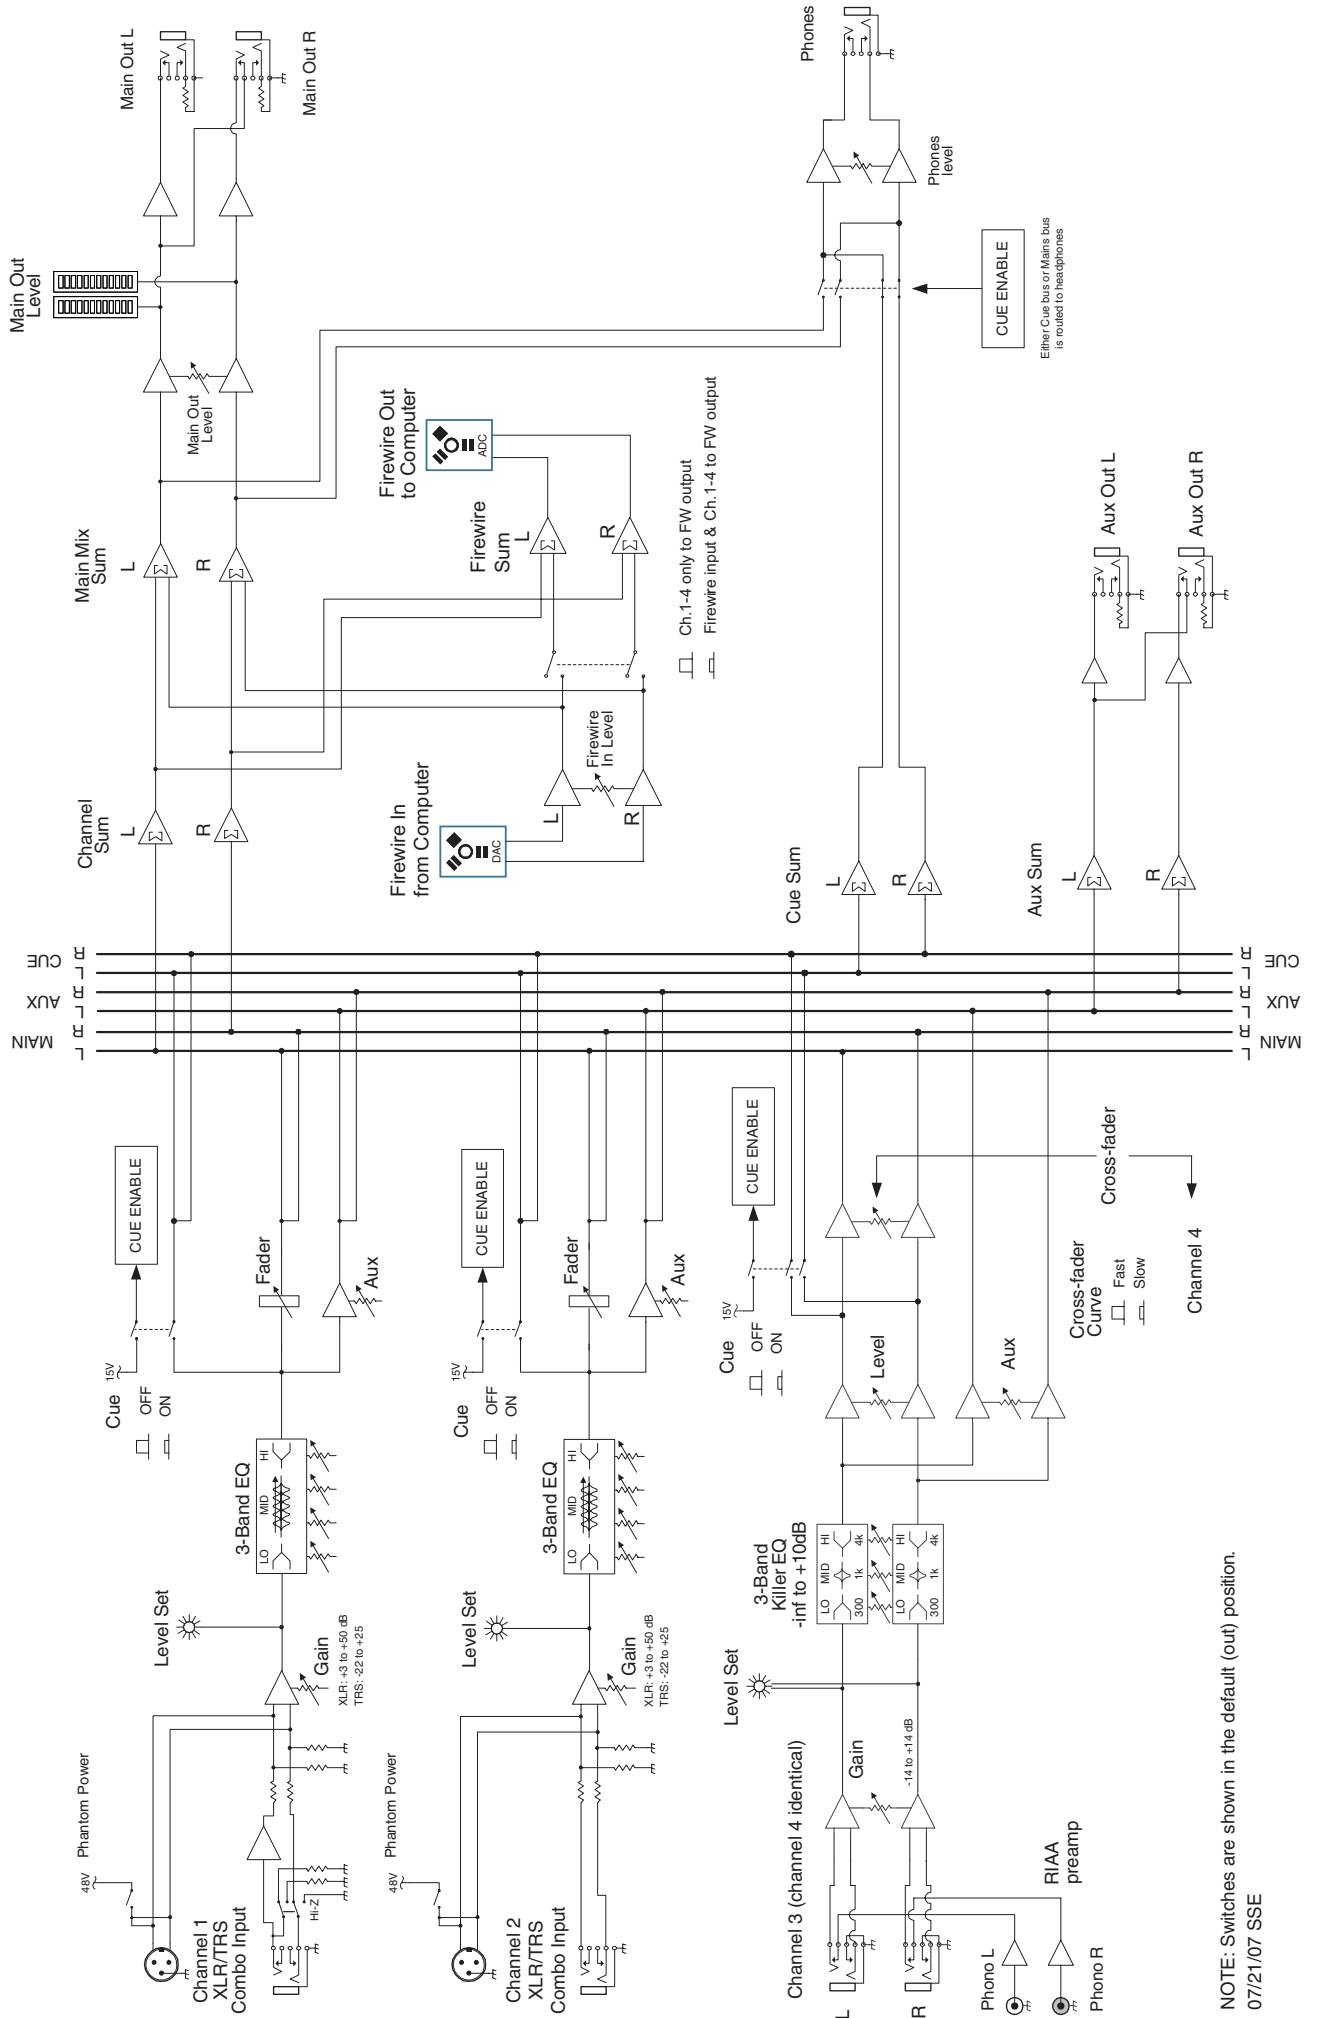 Channel 1
XLR/TRS
Combo Input
48V
Phantom Power
Hi-Z
Gain
XLR: +3 to +50 dB
TRS: -22 to +25
Level Set
3-Band EQ
LO
MID
HI
Cue
OFF
ON
15V
CUE ENABLE
Fader
Aux
Channel 2
XLR/TRS
Combo Input
48V
Phantom Power
Gain
XLR: +3 to +50 dB
TRS: -22 to +25
Level Set
3-Band EQ
LO
MID
HI
Cue
OFF
ON
15V
CUE ENABLE
Fader
Aux
Channel 3 (channel 4 identical)
L
R
Phono L
Phono R
RIAA
preamp
Gain
-14 to +14 dB
Level Set
3-Band
Killer EQ
-inf to +10dB
LO
MID
HI
300
1k
4k
LO
MID
HI
300
1k
4k
Level
Aux
Cue
OFF
ON
15V
CUE ENABLE
Cross-fader
Curve
Fast
Slow
Cross-fader
Channel 4
MAIN
L
R
AUX
L
R
CUE
L
R
MAIN
L
R
AUX
L
R
CUE
L
R
Channel
Sum
L
R
Main Mix
Sum
L
R
Main Out
Level
Main Out
Level
Main Out L
Main Out R
Firewire In
from Computer
DAC
L
R
Firewire
In Level
Firewire
Sum
L
R
Firewire Out
to Computer
ADC
Ch.1-4 only to FW output
Firewire input & Ch.1-4 to FW output
Cue Sum
L
R
CUE ENABLE
Either Cue bus or Mains bus
is routed to headphones
Phones
level
Phones
Aux Sum
L
R
Aux Out L
Aux Out R
NOTE: Switches are shown in the default (out) position.
07/21/07 SSE